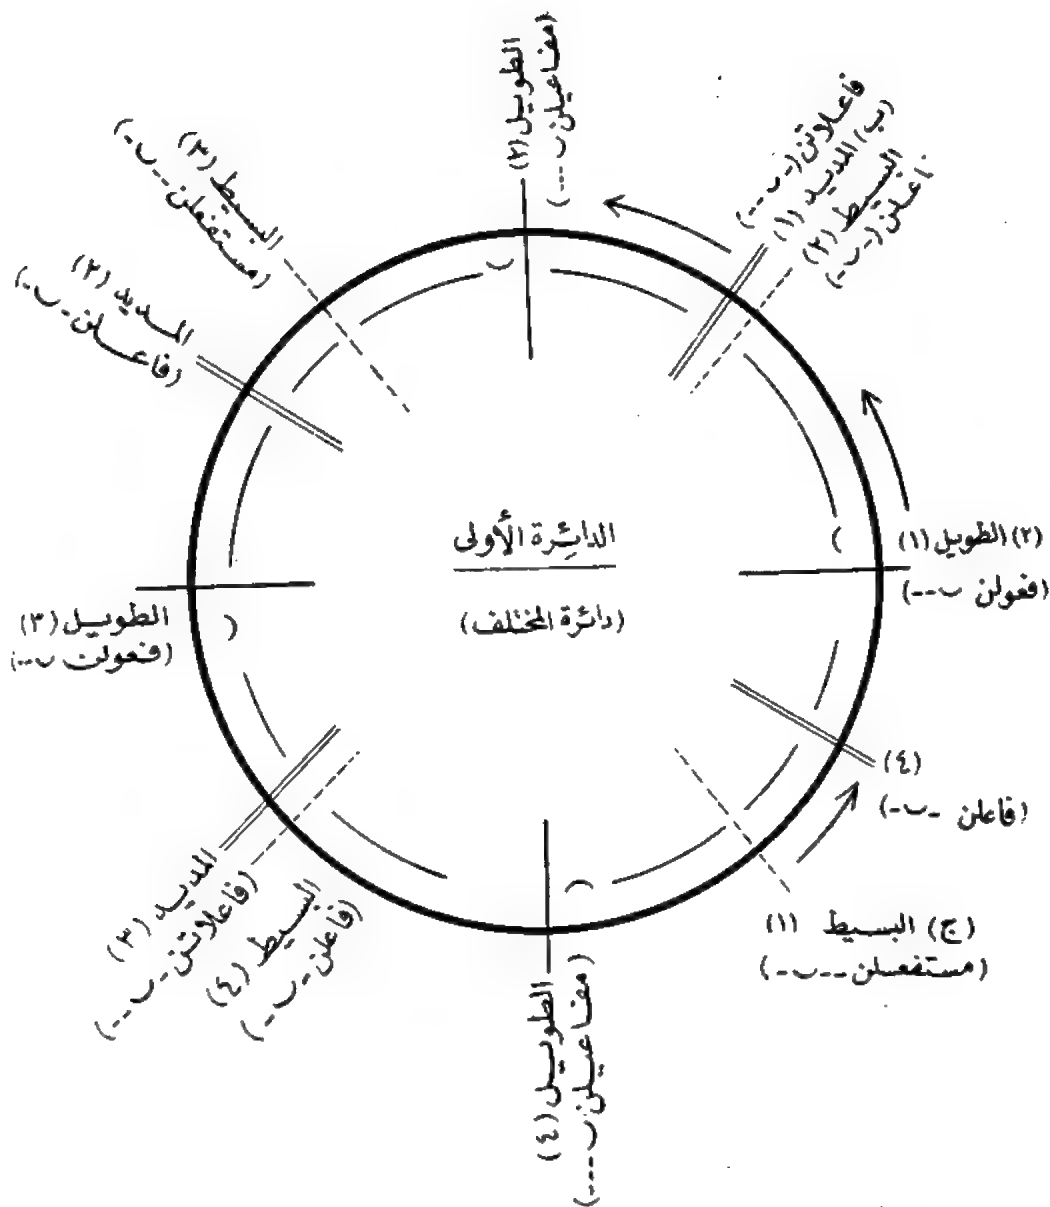 الدائرة الأولى
(دائرة المختلف)
(٢) الطويل (١)
(فعولن ب--)
فاعلاتن (-ب--)
(ب) المديد (١)
البسيط (٢)
فاعلن (-ب-)
الطويل (٢)
(مفاعيلن ب---)
البسيط (٣)
(مستفعلن --ب-)
المديد (٢)
(فاعلن -ب-)
الطويل (٣)
(فعولن ب--)
المديد (٣)
(فاعلاتن -ب--)
البسيط (٤)
(فاعلن -ب-)
الطويل (٤)
(مفاعيلن ب---)
(ج) البسيط (١)
(مستفعلن --ب-)
(٤)
(فاعلن -ب-)